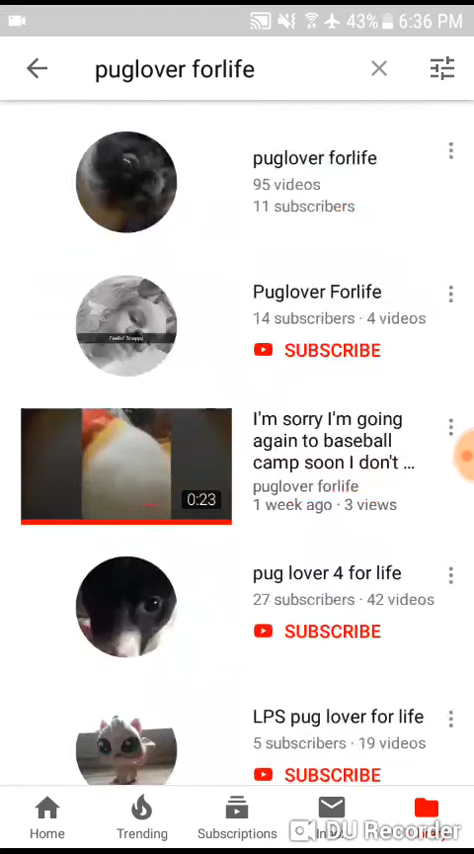 43% 6:36 PM
puglover forlife
puglover forlife
95 videos
11 subscribers
Puglover Forlife
14 subscribers · 4 videos
SUBSCRIBE
I'm sorry I'm going
again to baseball
camp soon I don't ...
puglover forlife
1 week ago · 3 views
0:23
pug lover 4 for life
27 subscribers · 42 videos
SUBSCRIBE
LPS pug lover for life
5 subscribers · 19 videos
SUBSCRIBE
Home Trending Subscriptions
DU Recorder